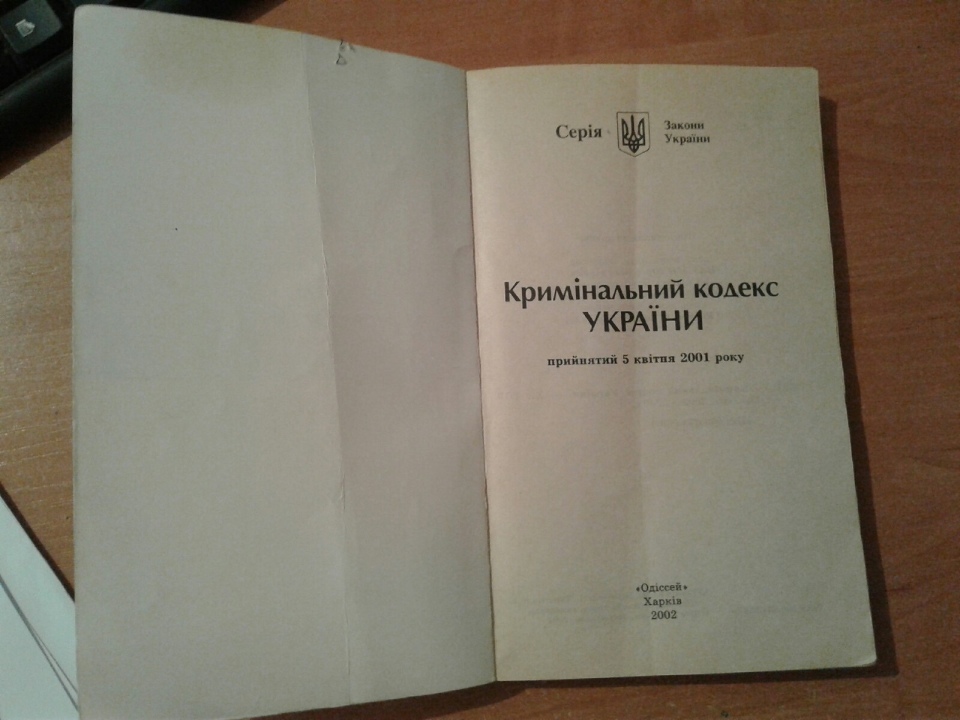 Серія
Закони
України
Кримінальний кодекс
УКРАЇНИ
прийнятий 5 квітня 2001 року
«Одіссей»
Харків
2002